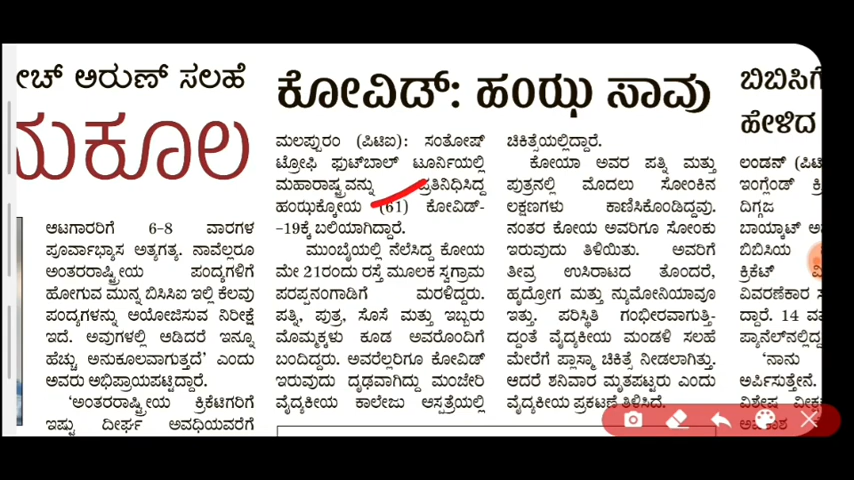 ಚ್ ಅರುಣ್ ಸಲಹೆ
ನುಕೂಲ
ಆಟಗಾರರಿಗೆ 6-8 ವಾರಗಳ
ಪೂರ್ವಾಭ್ಯಾಸ ಅತ್ಯಗತ್ಯ. ನಾವೆಲ್ಲರೂ
ಅಂತರರಾಷ್ಟ್ರೀಯ ಪಂದ್ಯಗಳಿಗೆ
ಹೋಗುವ ಮುನ್ನ ಬಿಸಿಸಿಐ ಇಲ್ಲಿ ಕೆಲವು
ಪಂದ್ಯಗಳನ್ನು ಆಯೋಜಿಸುವ ನಿರೀಕ್ಷೆ
ಇದೆ. ಅವುಗಳಲ್ಲಿ ಆಡಿದರೆ ಇನ್ನೂ
ಹೆಚ್ಚು ಅನುಕೂಲವಾಗುತ್ತದೆ' ಎಂದು
ಅವರು ಅಭಿಪ್ರಾಯಪಟ್ಟಿದ್ದಾರೆ.
'ಅಂತರರಾಷ್ಟ್ರೀಯ ಕ್ರಿಕೆಟಿಗರಿಗೆ
ಇಷ್ಟು ದೀರ್ಘ ಅವಧಿಯವರೆಗೆ
ಕೋವಿಡ್: ಹಂಝ ಸಾವು
ಮಲಪ್ಪುರಂ (ಪಿಟಿಐ): ಸಂತೋಷ್
ಟ್ರೋಫಿ ಫುಟ್‌ಬಾಲ್ ಟೂರ್ನಿಯಲ್ಲಿ
ಮಹಾರಾಷ್ಟ್ರವನ್ನು ಪ್ರತಿನಿಧಿಸಿದ್ದ
ಹಂಝಕ್ಕೋಯ (61) ಕೋವಿಡ್-
-19ಕ್ಕೆ ಬಲಿಯಾಗಿದ್ದಾರೆ.
ಮುಂಬೈಯಲ್ಲಿ ನೆಲೆಸಿದ್ದ ಕೋಯ
ಮೇ 21ರಂದು ರಸ್ತೆ ಮೂಲಕ ಸ್ವಗ್ರಾಮ
ಪರಪ್ಪನಂಗಾಡಿಗೆ ಮರಳಿದ್ದರು.
ಪತ್ನಿ, ಪುತ್ರ, ಸೊಸೆ ಮತ್ತು ಇಬ್ಬರು
ಮೊಮ್ಮಕ್ಕಳು ಕೂಡ ಅವರೊಂದಿಗೆ
ಬಂದಿದ್ದರು. ಅವರೆಲ್ಲರಿಗೂ ಕೋವಿಡ್
ಇರುವುದು ದೃಢವಾಗಿದ್ದು ಮಂಜೇರಿ
ವೈದ್ಯಕೀಯ ಕಾಲೇಜು ಆಸ್ಪತ್ರೆಯಲ್ಲಿ
ಚಿಕಿತ್ಸೆಯಲ್ಲಿದ್ದಾರೆ.
ಕೋಯಾ ಅವರ ಪತ್ನಿ ಮತ್ತು
ಪುತ್ರನಲ್ಲಿ ಮೊದಲು ಸೋಂಕಿನ
ಲಕ್ಷಣಗಳು ಕಾಣಿಸಿಕೊಂಡಿದ್ದವು.
ನಂತರ ಕೋಯ ಅವರಿಗೂ ಸೋಂಕು
ಇರುವುದು ತಿಳಿಯಿತು. ಅವರಿಗೆ
ತೀವ್ರ ಉಸಿರಾಟದ ತೊಂದರೆ,
ಹೃದ್ರೋಗ ಮತ್ತು ನ್ಯುಮೋನಿಯಾವೂ
ಇತ್ತು. ಪರಿಸ್ಥಿತಿ ಗಂಭೀರವಾಗುತ್ತಿ-
ದ್ದಂತೆ ವೈದ್ಯಕೀಯ ಮಂಡಳಿ ಸಲಹೆ
ಮೇರೆಗೆ ಪ್ಲಾಸ್ಮಾ ಚಿಕಿತ್ಸೆ ನೀಡಲಾಗಿತ್ತು.
ಆದರೆ ಶನಿವಾರ ಮೃತಪಟ್ಟರು ಎಂದು
ವೈದ್ಯಕೀಯ ಪ್ರಕಟಣೆ ತಿಳಿಸಿದೆ.
ಬಿಬಿಸಿಗೆ
ಹೇಳಿದ
ಲಂಡನ್ (ಪಿಟಿ
ಇಂಗ್ಲೆಂಡ್ ಕ್ರಿ
ದಿಗ್ಗಜ
ಬಾಯ್ಕಾಟ್ ಅ
ಬಿಬಿಸಿಯ
ಕ್ರಿಕೆಟ್
ವಿವರಣೆಕಾರ ಸ
ದ್ದಾರೆ. 14 ವ
ಪ್ಯಾನೆಲ್‌ನಲ್ಲಿದ್ದ
'ನಾನು
ಅರ್ಪಿಸುತ್ತೇನೆ.
ವಿಶೇಷ ವೀಕ್ಷ